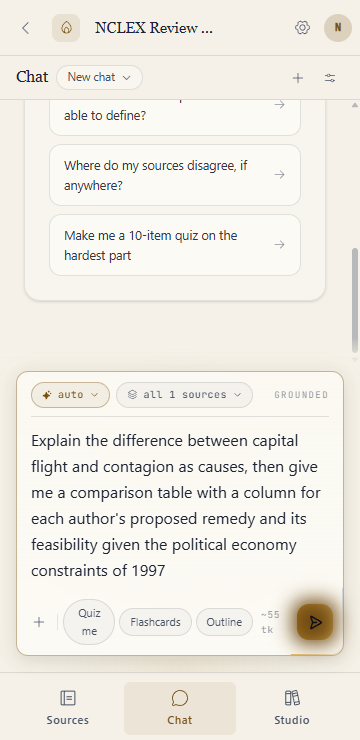 NCLEX Review ...
N
Chat
New chat
able to define?
Where do my sources disagree, if
anywhere?
Make me a 10-item quiz on the
hardest part
auto
all 1 sources
GROUNDED
Explain the difference between capital
flight and contagion as causes, then give
me a comparison table with a column for
each author's proposed remedy and its
feasibility given the political economy
constraints of 1997
Quiz
me
Flashcards
Outline
~55
tk
Sources
Chat
Studio